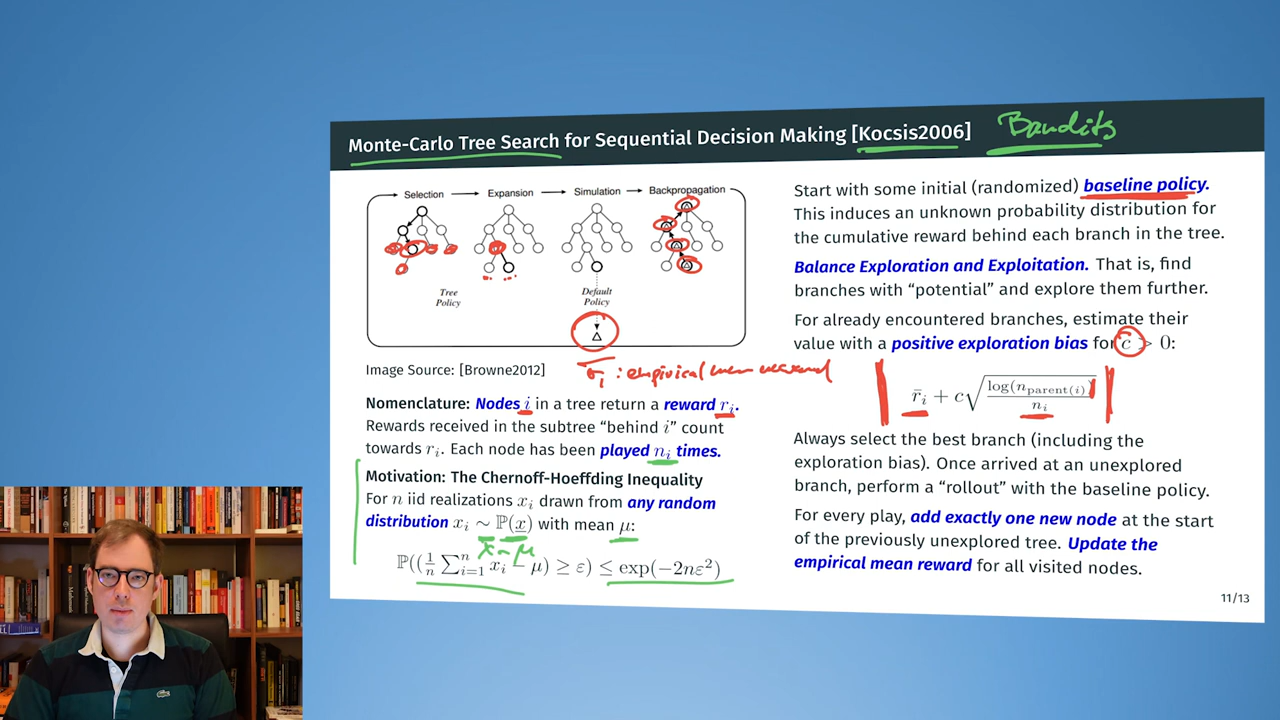 Monte-Carlo Tree Search for Sequential Decision Making [Kocsis2006] Bandits
Selection Expansion Simulation Backpropagation
Tree
Policy
Default
Policy
Δ
Image Source: [Browne2012]
r̄ᵢ : empirical mean reward
Nomenclature: Nodes i in a tree return a reward rᵢ.
Rewards received in the subtree “behind i” count
towards rᵢ. Each node has been played nᵢ times.
Motivation: The Chernoff-Hoeffding Inequality
For n iid realizations xᵢ drawn from any random
distribution xᵢ ∼ ℙ(x) with mean μ:
x̄ − μ
ℙ((1/n ∑ⁿᵢ₌₁ xᵢ − μ) ≥ ε) ≤ exp(−2nε²)
Start with some initial (randomized) baseline policy.
This induces an unknown probability distribution for
the cumulative reward behind each branch in the tree.
Balance Exploration and Exploitation. That is, find
branches with “potential” and explore them further.
For already encountered branches, estimate their
value with a positive exploration bias for c > 0:
r̄ᵢ + c√(log(n_parent(i))/nᵢ)
Always select the best branch (including the
exploration bias). Once arrived at an unexplored
branch, perform a “rollout” with the baseline policy.
For every play, add exactly one new node at the start
of the previously unexplored tree. Update the
empirical mean reward for all visited nodes.
11/13